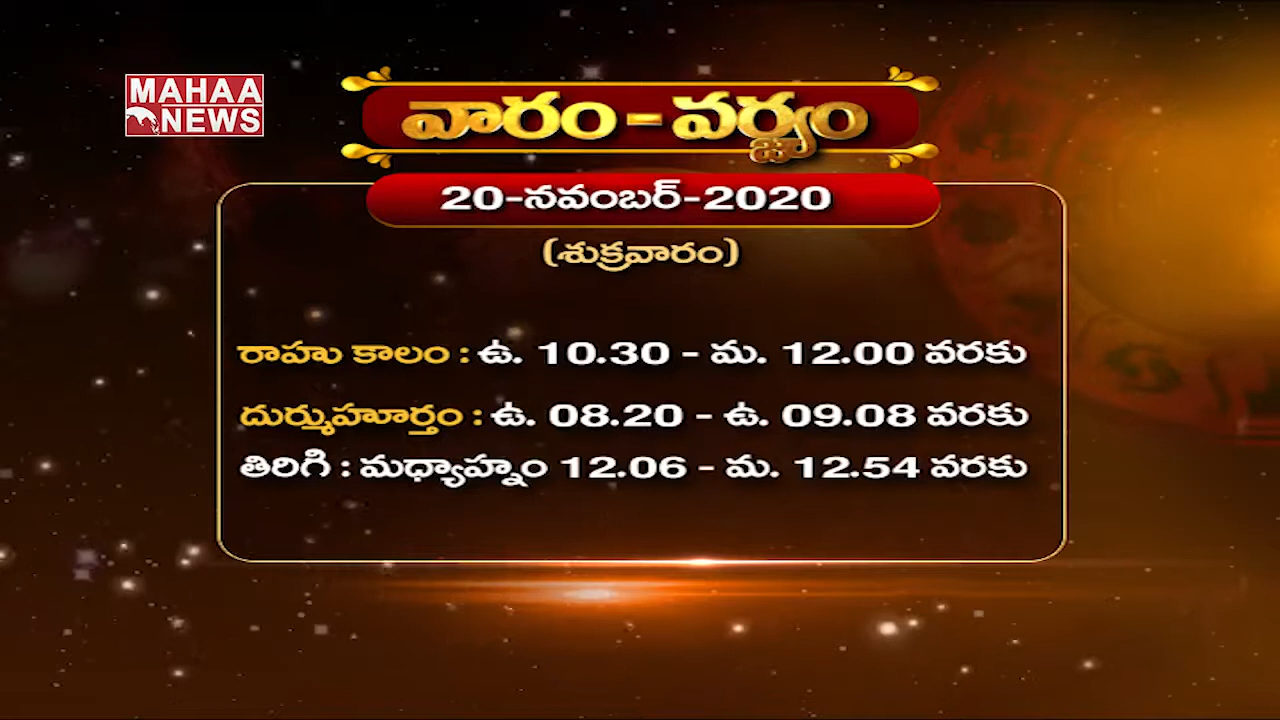 MAHAA
NEWS
వారం - వర్జ్యం
20-నవంబర్-2020
(శుక్రవారం)
రాహు కాలం : ఉ. 10.30 - మ. 12.00 వరకు
దుర్ముహూర్తం : ఉ. 08.20 - ఉ. 09.08 వరకు
తిరిగి : మధ్యాహ్నం 12.06 - మ. 12.54 వరకు